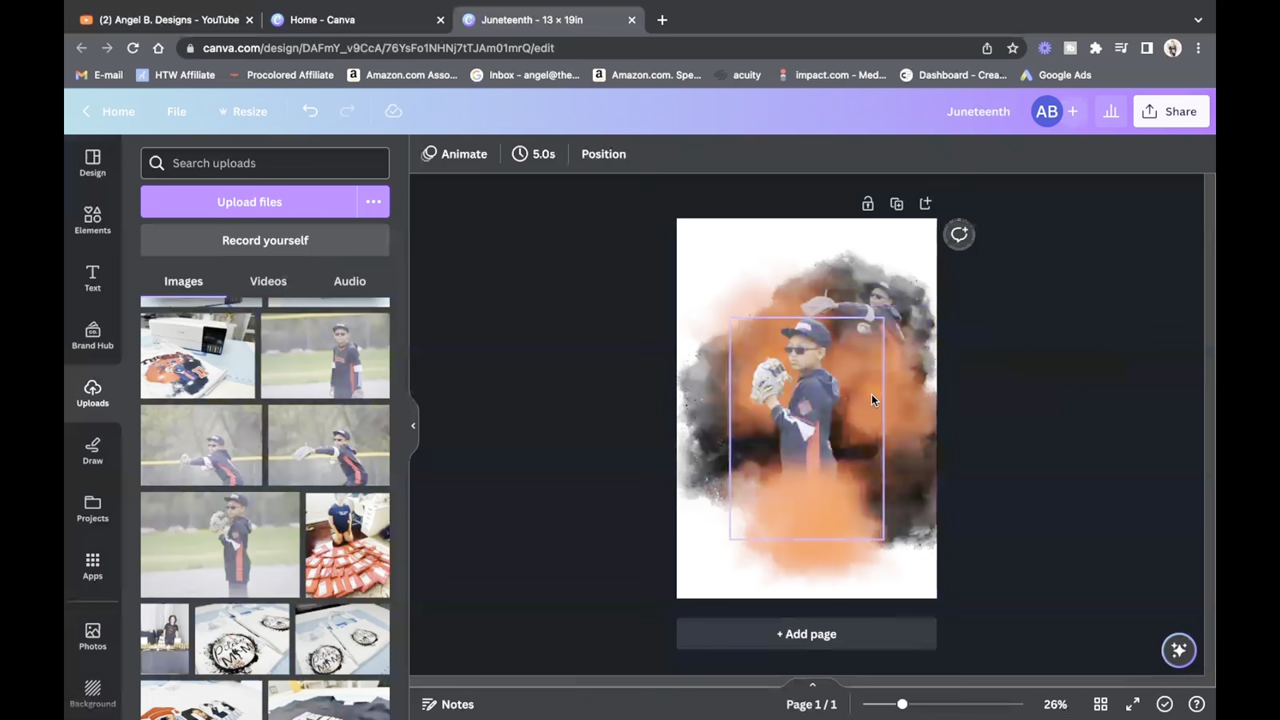 (2) Angel B. Designs - YouTube
Home - Canva
Juneteenth - 13 × 19in
canva.com/design/DAFmY_v9CcA/76YsFo1NHNj7tTJAm01mrQ/edit
E-mail
HTW Affiliate
Procolored Affiliate
Amazon.com Asso...
Inbox - angel@the...
Amazon.com. Spe...
acuity
impact.com - Med...
Dashboard - Crea...
Google Ads
Home
File
Resize
Juneteenth
AB
Share
Design
Elements
Text
Brand Hub
Uploads
Draw
Projects
Apps
Photos
Background
Search uploads
Upload files
Record yourself
Images
Videos
Audio
Animate
5.0s
Position
+ Add page
Notes
Page 1 / 1
26%